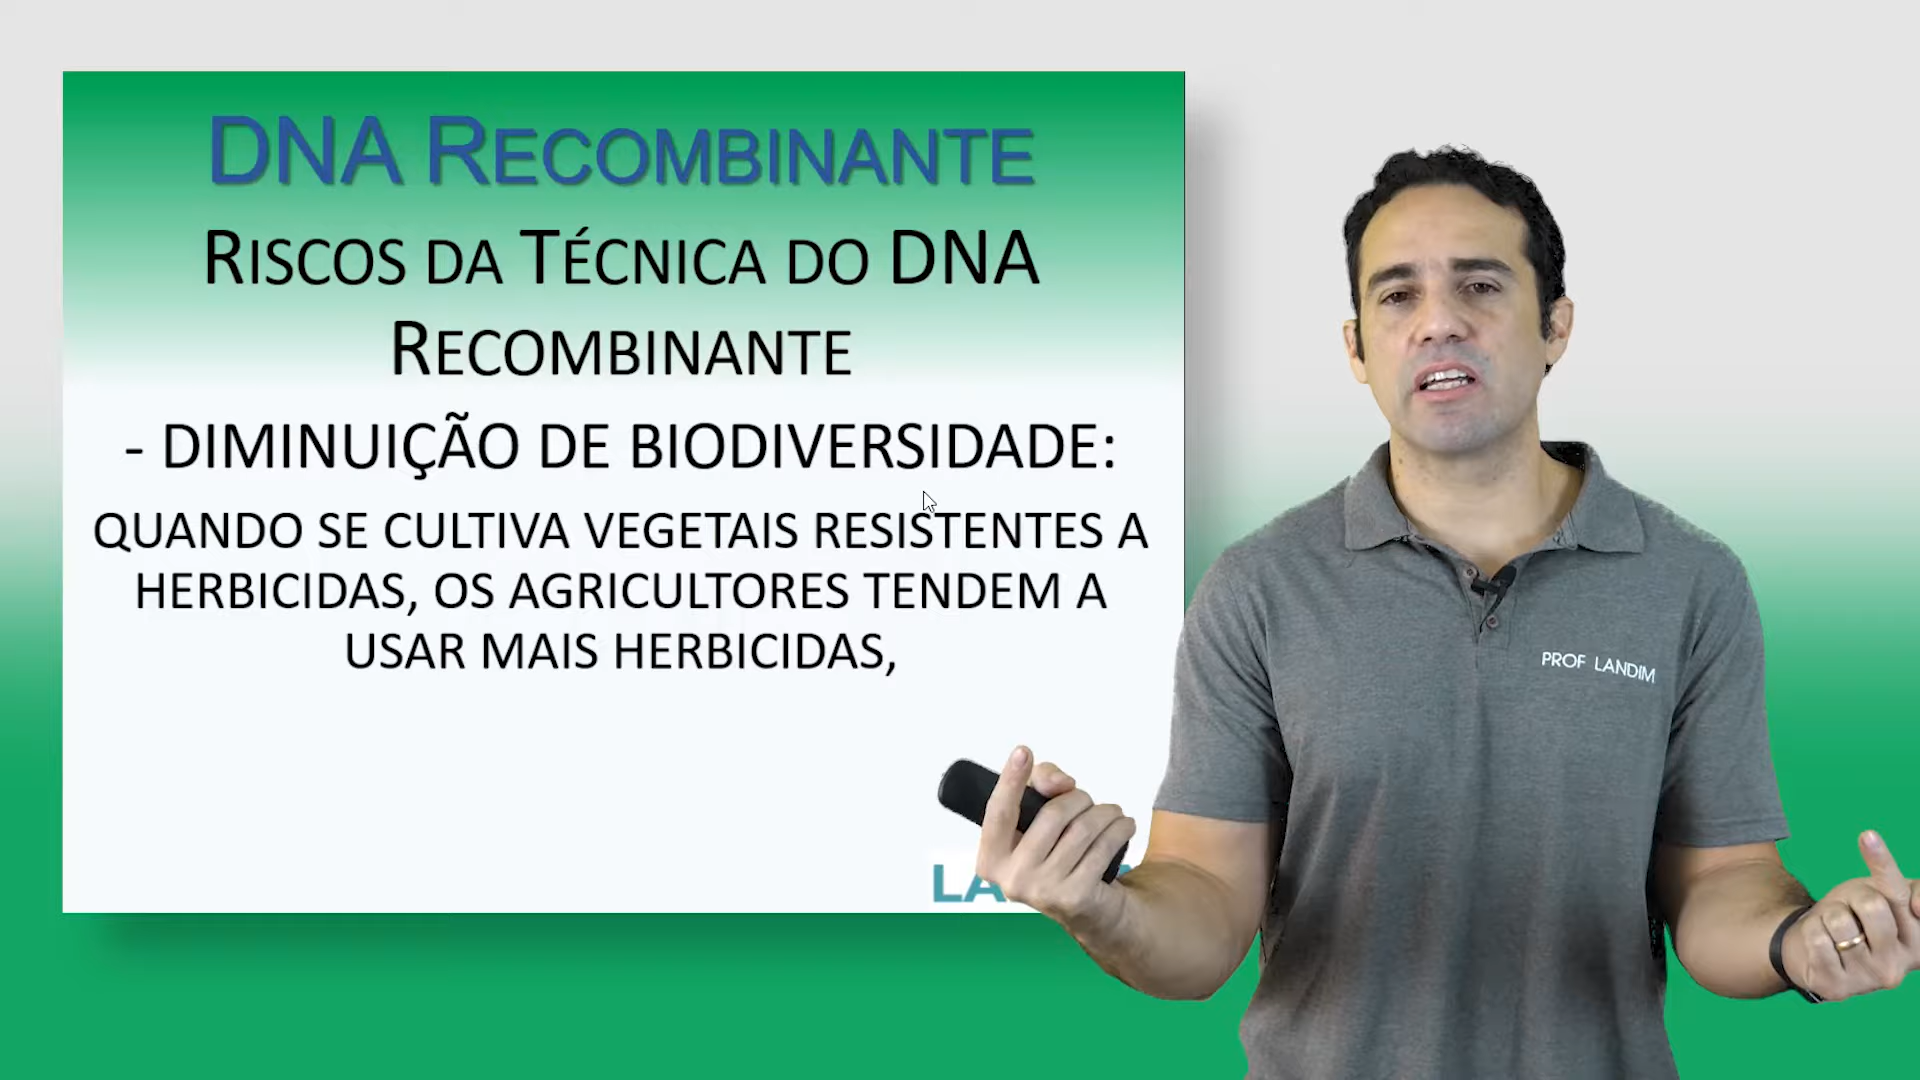 DNA RECOMBINANTE
RISCOS DA TÉCNICA DO DNA
RECOMBINANTE
- DIMINUIÇÃO DE BIODIVERSIDADE:
QUANDO SE CULTIVA VEGETAIS RESISTENTES A
HERBICIDAS, OS AGRICULTORES TENDEM A
USAR MAIS HERBICIDAS,
PROF LANDIM